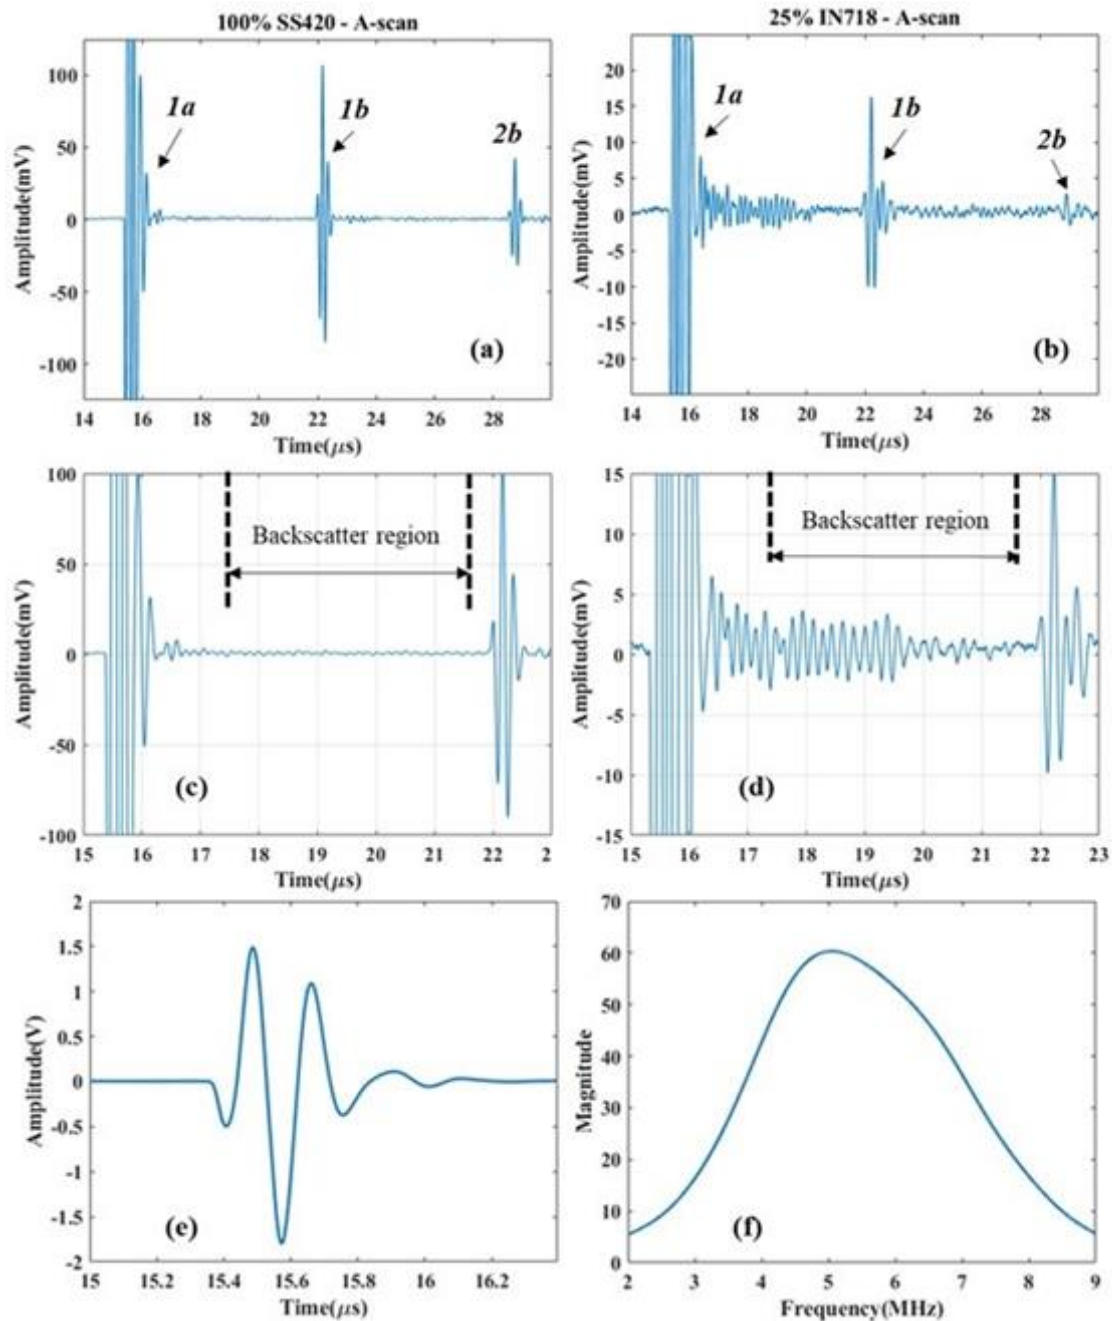 100% SS420 - A-scan
100
50
0
-50
-100
Amplitude(mV)
1a
1b
2b
(a)
14 16 18 20 22 24 26 28
Time(μs)
25% IN718 - A-scan
20
15
10
5
0
-5
-10
-15
-20
Amplitude(mV)
1a
1b
2b
(b)
14 16 18 20 22 24 26 28
Time(μs)
100
50
0
-50
-100
Amplitude(mV)
Backscatter region
(c)
15 16 17 18 19 20 21 22 2
Time(μs)
15
10
5
0
-5
-10
-15
Amplitude(mV)
Backscatter region
(d)
15 16 17 18 19 20 21 22 23
Time(μs)
2
1.5
1
0.5
0
-0.5
-1
-1.5
-2
Amplitude(V)
(e)
15 15.2 15.4 15.6 15.8 16 16.2
Time(μs)
70
60
50
40
30
20
10
0
Magnitude
(f)
2 3 4 5 6 7 8 9
Frequency(MHz)